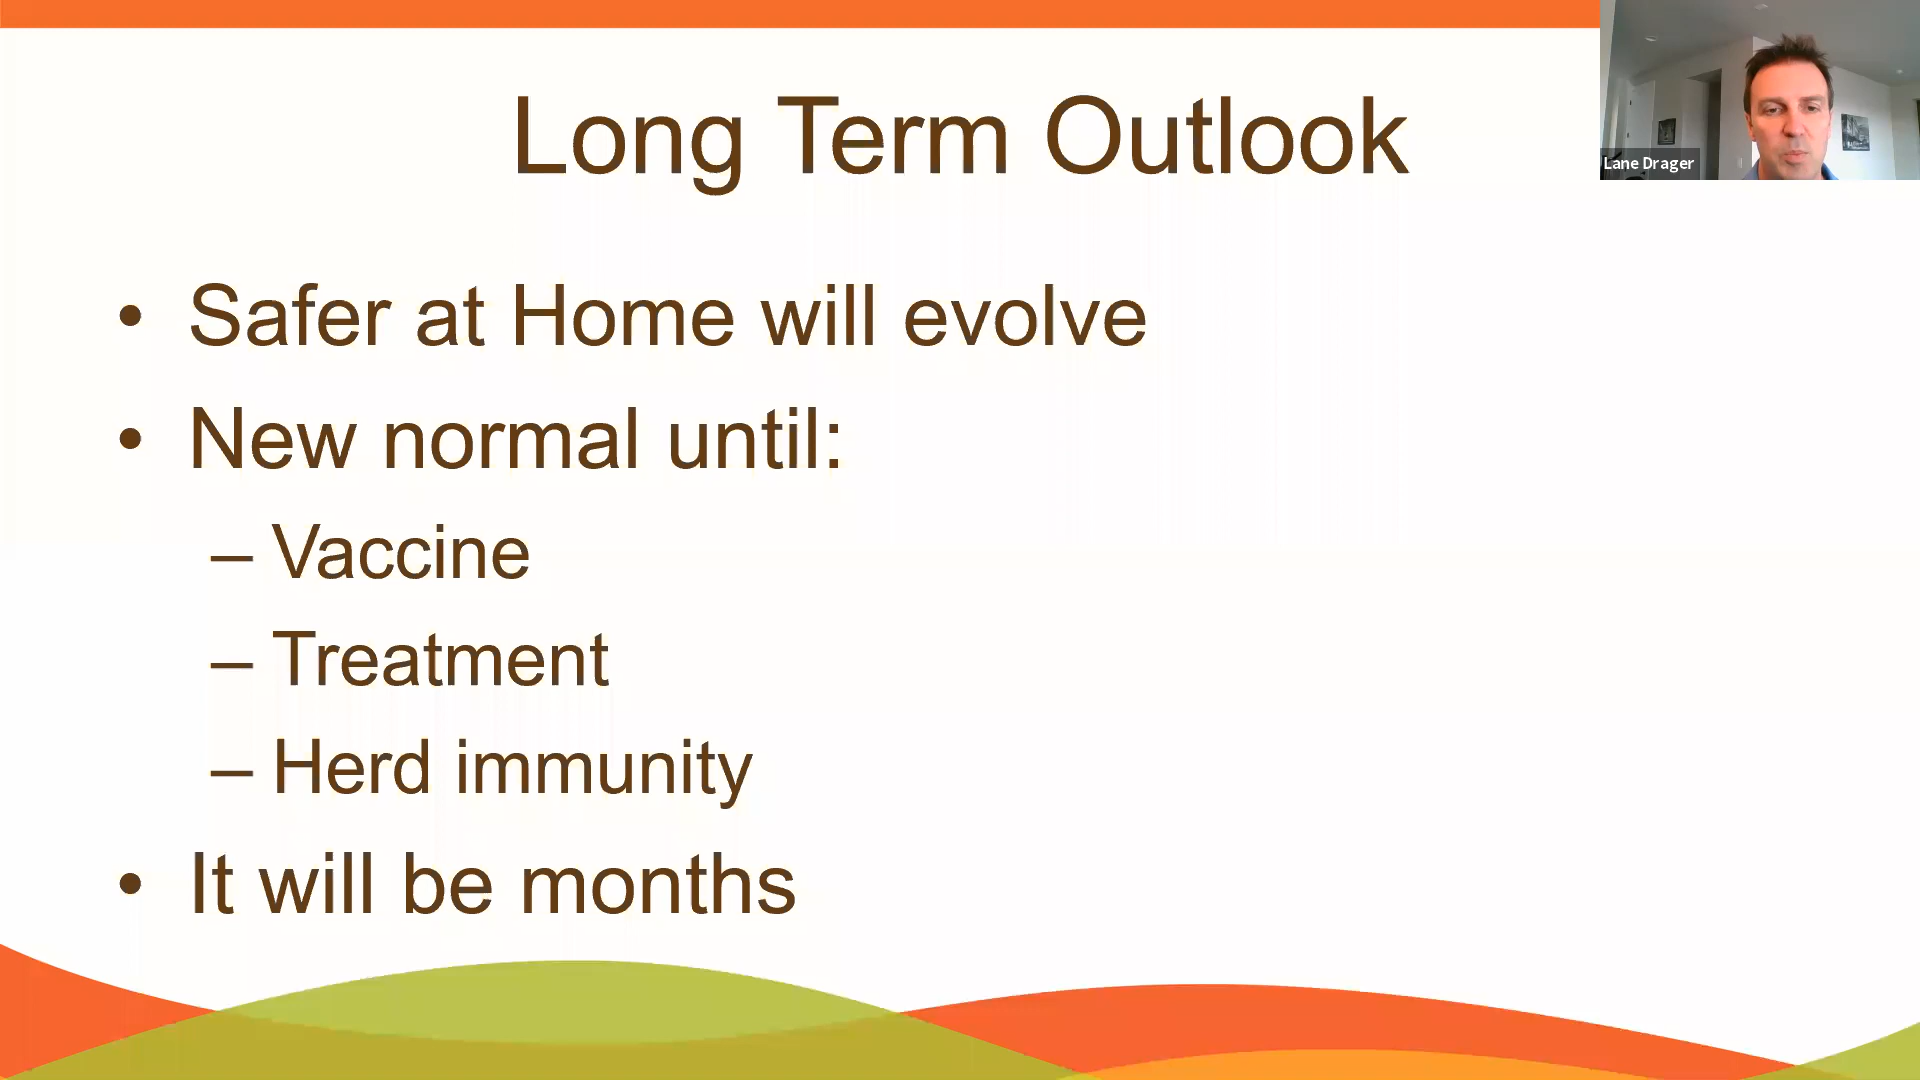 Long Term Outlook
Lane Drager
• Safer at Home will evolve
• New normal until:
– Vaccine
– Treatment
– Herd immunity
• It will be months